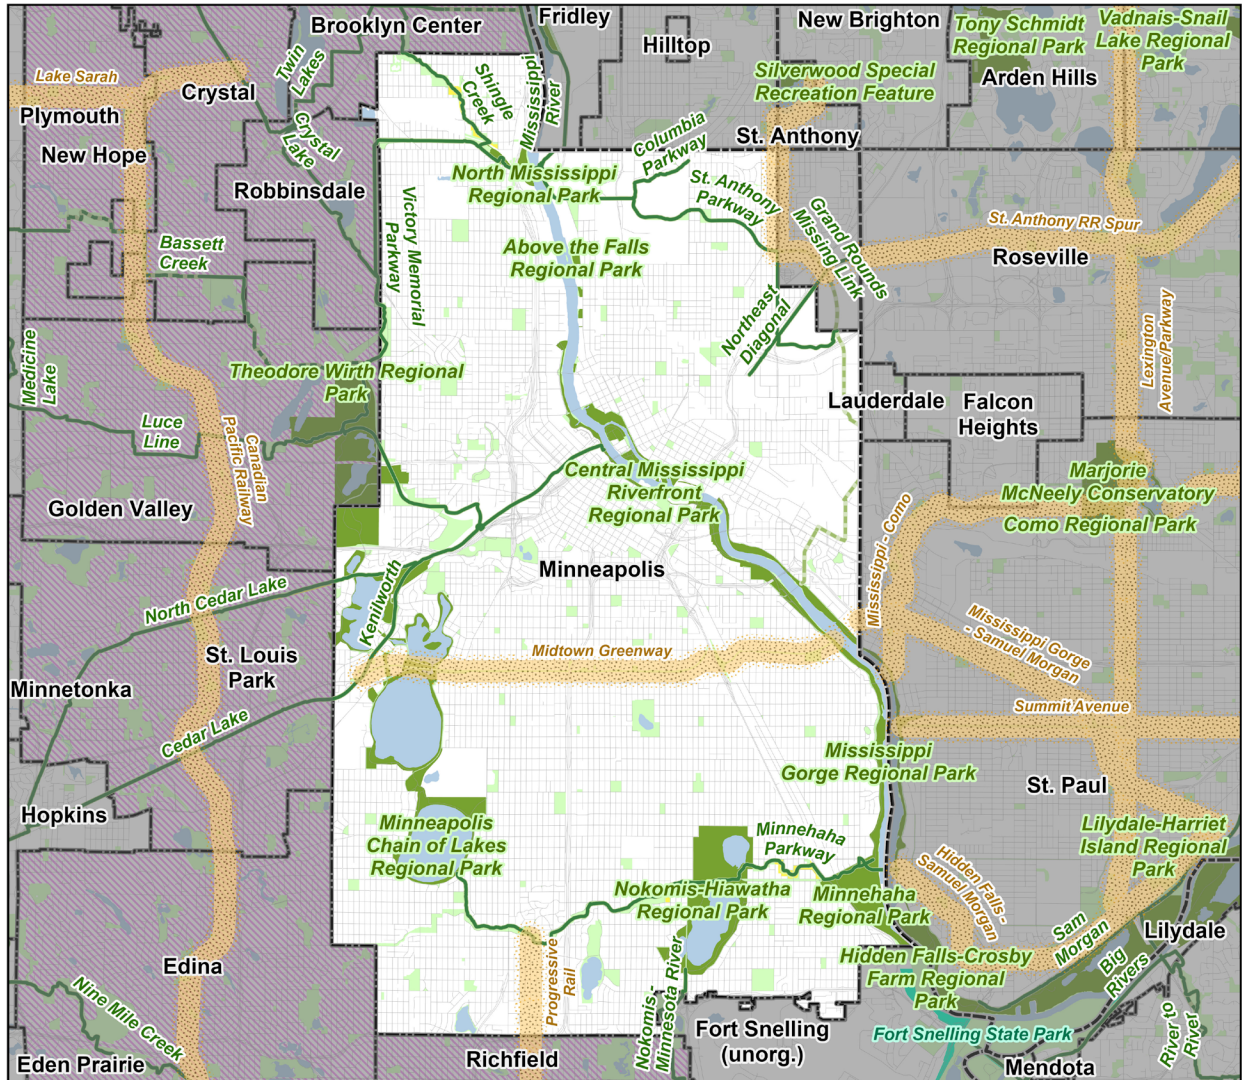 Brooklyn Center
Fridley
New Brighton
Tony Schmidt
Regional Park
Vadnais-Snail
Lake Regional
Park
Hilltop
Arden Hills
Silverwood Special
Recreation Feature
Lake Sarah
Crystal
Twin
Lakes
Shingle
Creek
Mississippi
River
Plymouth
Crystal
Lake
Columbia
Parkway
St. Anthony
New Hope
Robbinsdale
North Mississippi
Regional Park
St. Anthony
Parkway
Grand Rounds
Missing Link
St. Anthony RR Spur
Roseville
Bassett
Creek
Victory Memorial
Parkway
Above the Falls
Regional Park
Northeast
Diagonal
Lexington
Avenue/Parkway
Medicine
Lake
Theodore Wirth Regional
Park
Luce
Line
Canadian
Pacific Railway
Lauderdale
Falcon
Heights
Central Mississippi
Riverfront
Regional Park
Marjorie
McNeely Conservatory
Como Regional Park
Golden Valley
Mississippi - Como
Minneapolis
North Cedar Lake
Kenilworth
Mississippi Gorge
- Samuel Morgan
Midtown Greenway
St. Louis
Park
Minnetonka
Cedar Lake
Summit Avenue
Mississippi
Gorge Regional Park
St. Paul
Hopkins
Minneapolis
Chain of Lakes
Regional Park
Minnehaha
Parkway
Lilydale-Harriet
Island Regional
Park
Hidden Falls -
Samuel Morgan
Nokomis-Hiawatha
Regional Park
Minnehaha
Regional Park
Sam
Morgan
Lilydale
Edina
Progressive
Rail
Hidden Falls-Crosby
Farm Regional
Park
Big
Rivers
Nine Mile Creek
Nokomis-
Minnesota River
Fort Snelling
(unorg.)
Fort Snelling State Park
River to
River
Eden Prairie
Richfield
Mendota